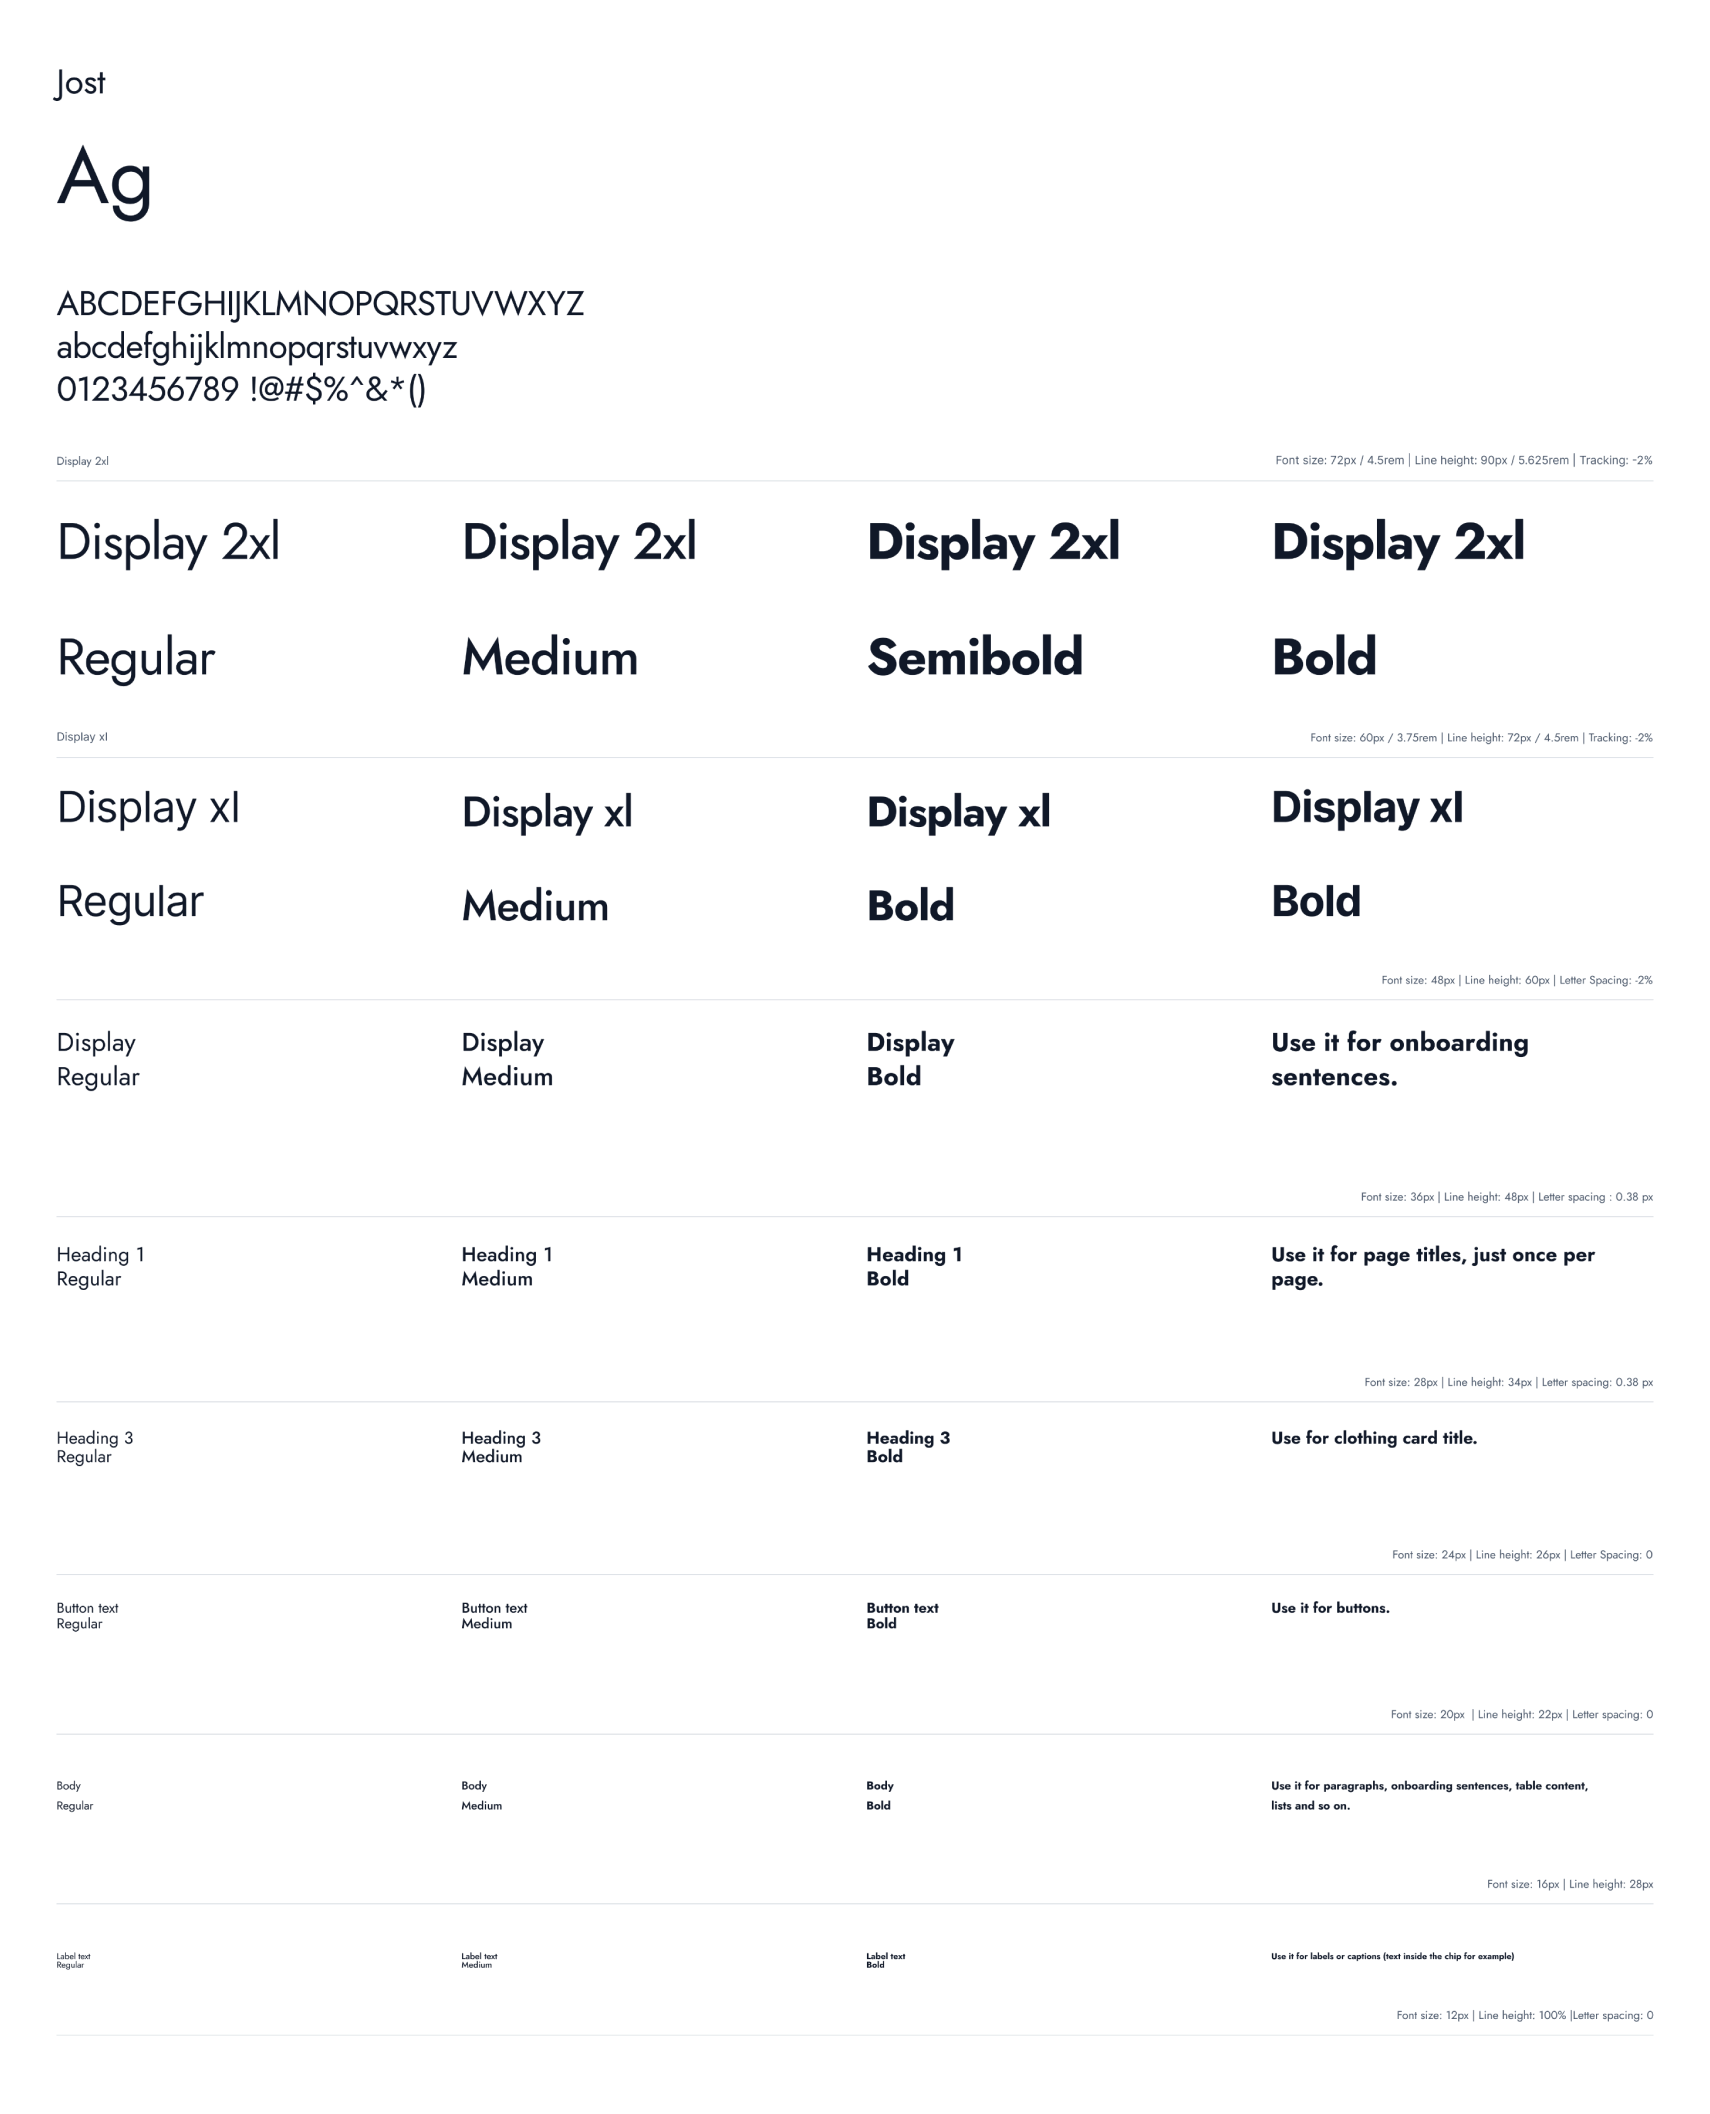 Jost
Ag
ABCDEFGHIJKLMNOPQRSTUVWXYZ
abcdefghijklmnopqrstuvwxyz
0123456789 !@#$%^&*()
Display 2xl
Font size: 72px / 4.5rem | Line height: 90px / 5.625rem | Tracking: -2%
Display 2xl
Display 2xl
Display 2xl
Display 2xl
Regular
Medium
Semibold
Bold
Display xl
Font size: 60px / 3.75rem | Line height: 72px / 4.5rem | Tracking: -2%
Display xl
Display xl
Display xl
Display xl
Regular
Medium
Bold
Bold
Font size: 48px | Line height: 60px | Letter Spacing: -2%
Display
Regular
Display
Medium
Display
Bold
Use it for onboarding
sentences.
Font size: 36px | Line height: 48px | Letter spacing : 0.38 px
Heading 1
Regular
Heading 1
Medium
Heading 1
Bold
Use it for page titles, just once per
page.
Font size: 28px | Line height: 34px | Letter spacing: 0.38 px
Heading 3
Regular
Heading 3
Medium
Heading 3
Bold
Use for clothing card title.
Font size: 24px | Line height: 26px | Letter Spacing: 0
Button text
Regular
Button text
Medium
Button text
Bold
Use it for buttons.
Font size: 20px  | Line height: 22px | Letter spacing: 0
Body
Regular
Body
Medium
Body
Bold
Use it for paragraphs, onboarding sentences, table content,
lists and so on.
Font size: 16px | Line height: 28px
Label text
Regular
Label text
Medium
Label text
Bold
Use it for labels or captions (text inside the chip for example)
Font size: 12px | Line height: 100% |Letter spacing: 0